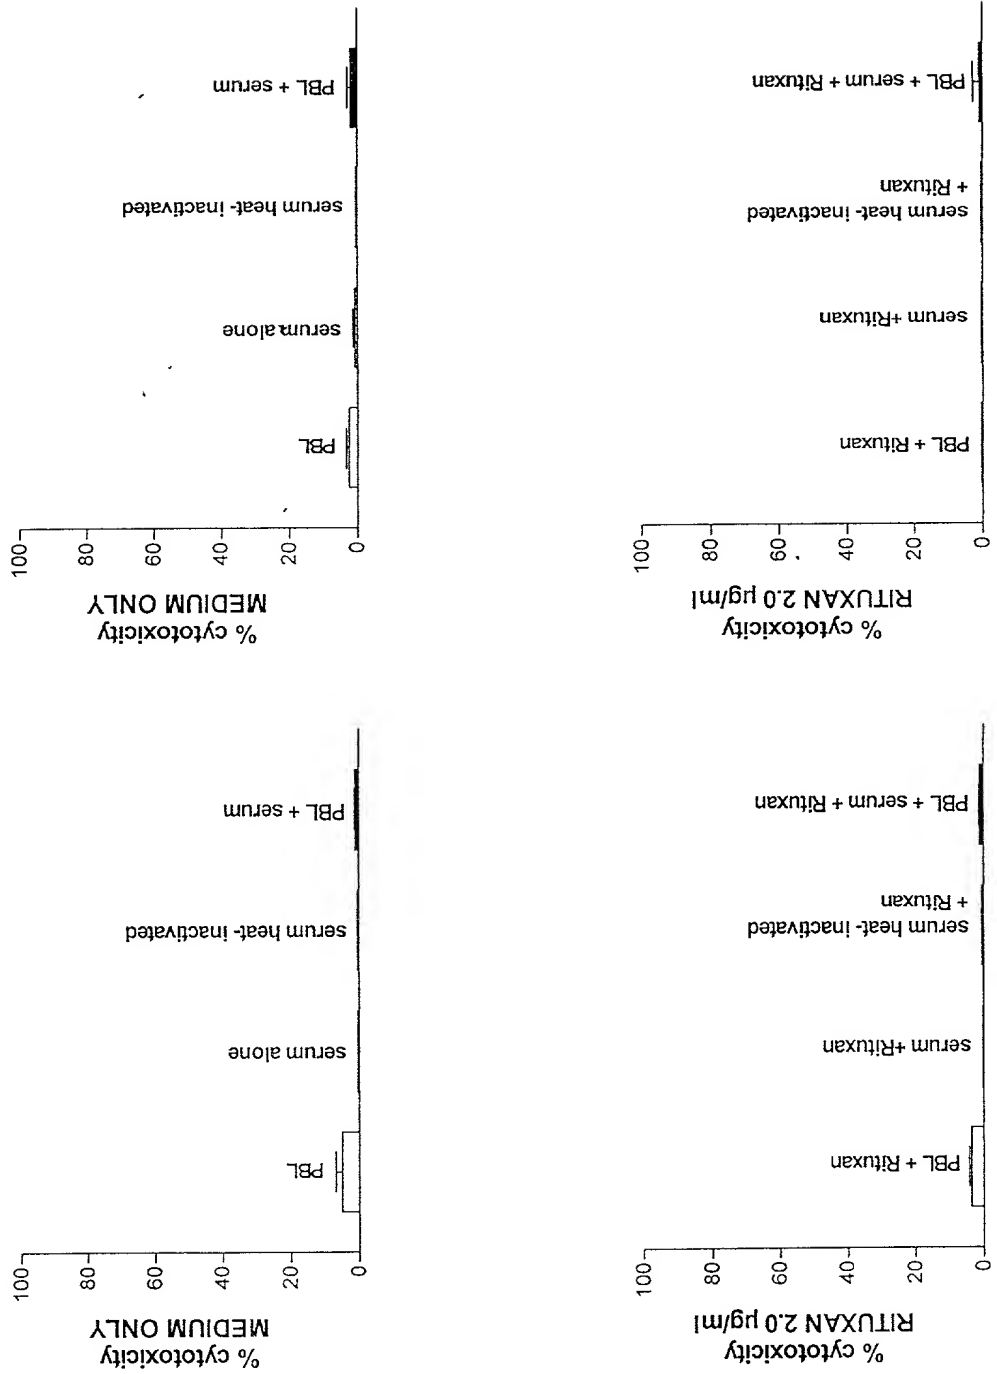 % cytotoxicity
RITUXAN 2.0 µg/ml
0
20
40
60
80
100
PBL + Rituxan
serum +Rituxan
serum heat- inactivated
+ Rituxan
PBL + serum + Rituxan
% cytotoxicity
MEDIUM ONLY
0
20
40
60
80
100
PBL
serum alone
serum heat- inactivated
PBL + serum
% cytotoxicity
RITUXAN 2.0 µg/ml
0
20
40
60
80
100
PBL + Rituxan
serum +Rituxan
serum heat- inactivated
+ Rituxan
PBL + serum + Rituxan
% cytotoxicity
MEDIUM ONLY
0
20
40
60
80
100
PBL
serum alone
serum heat- inactivated
PBL + serum